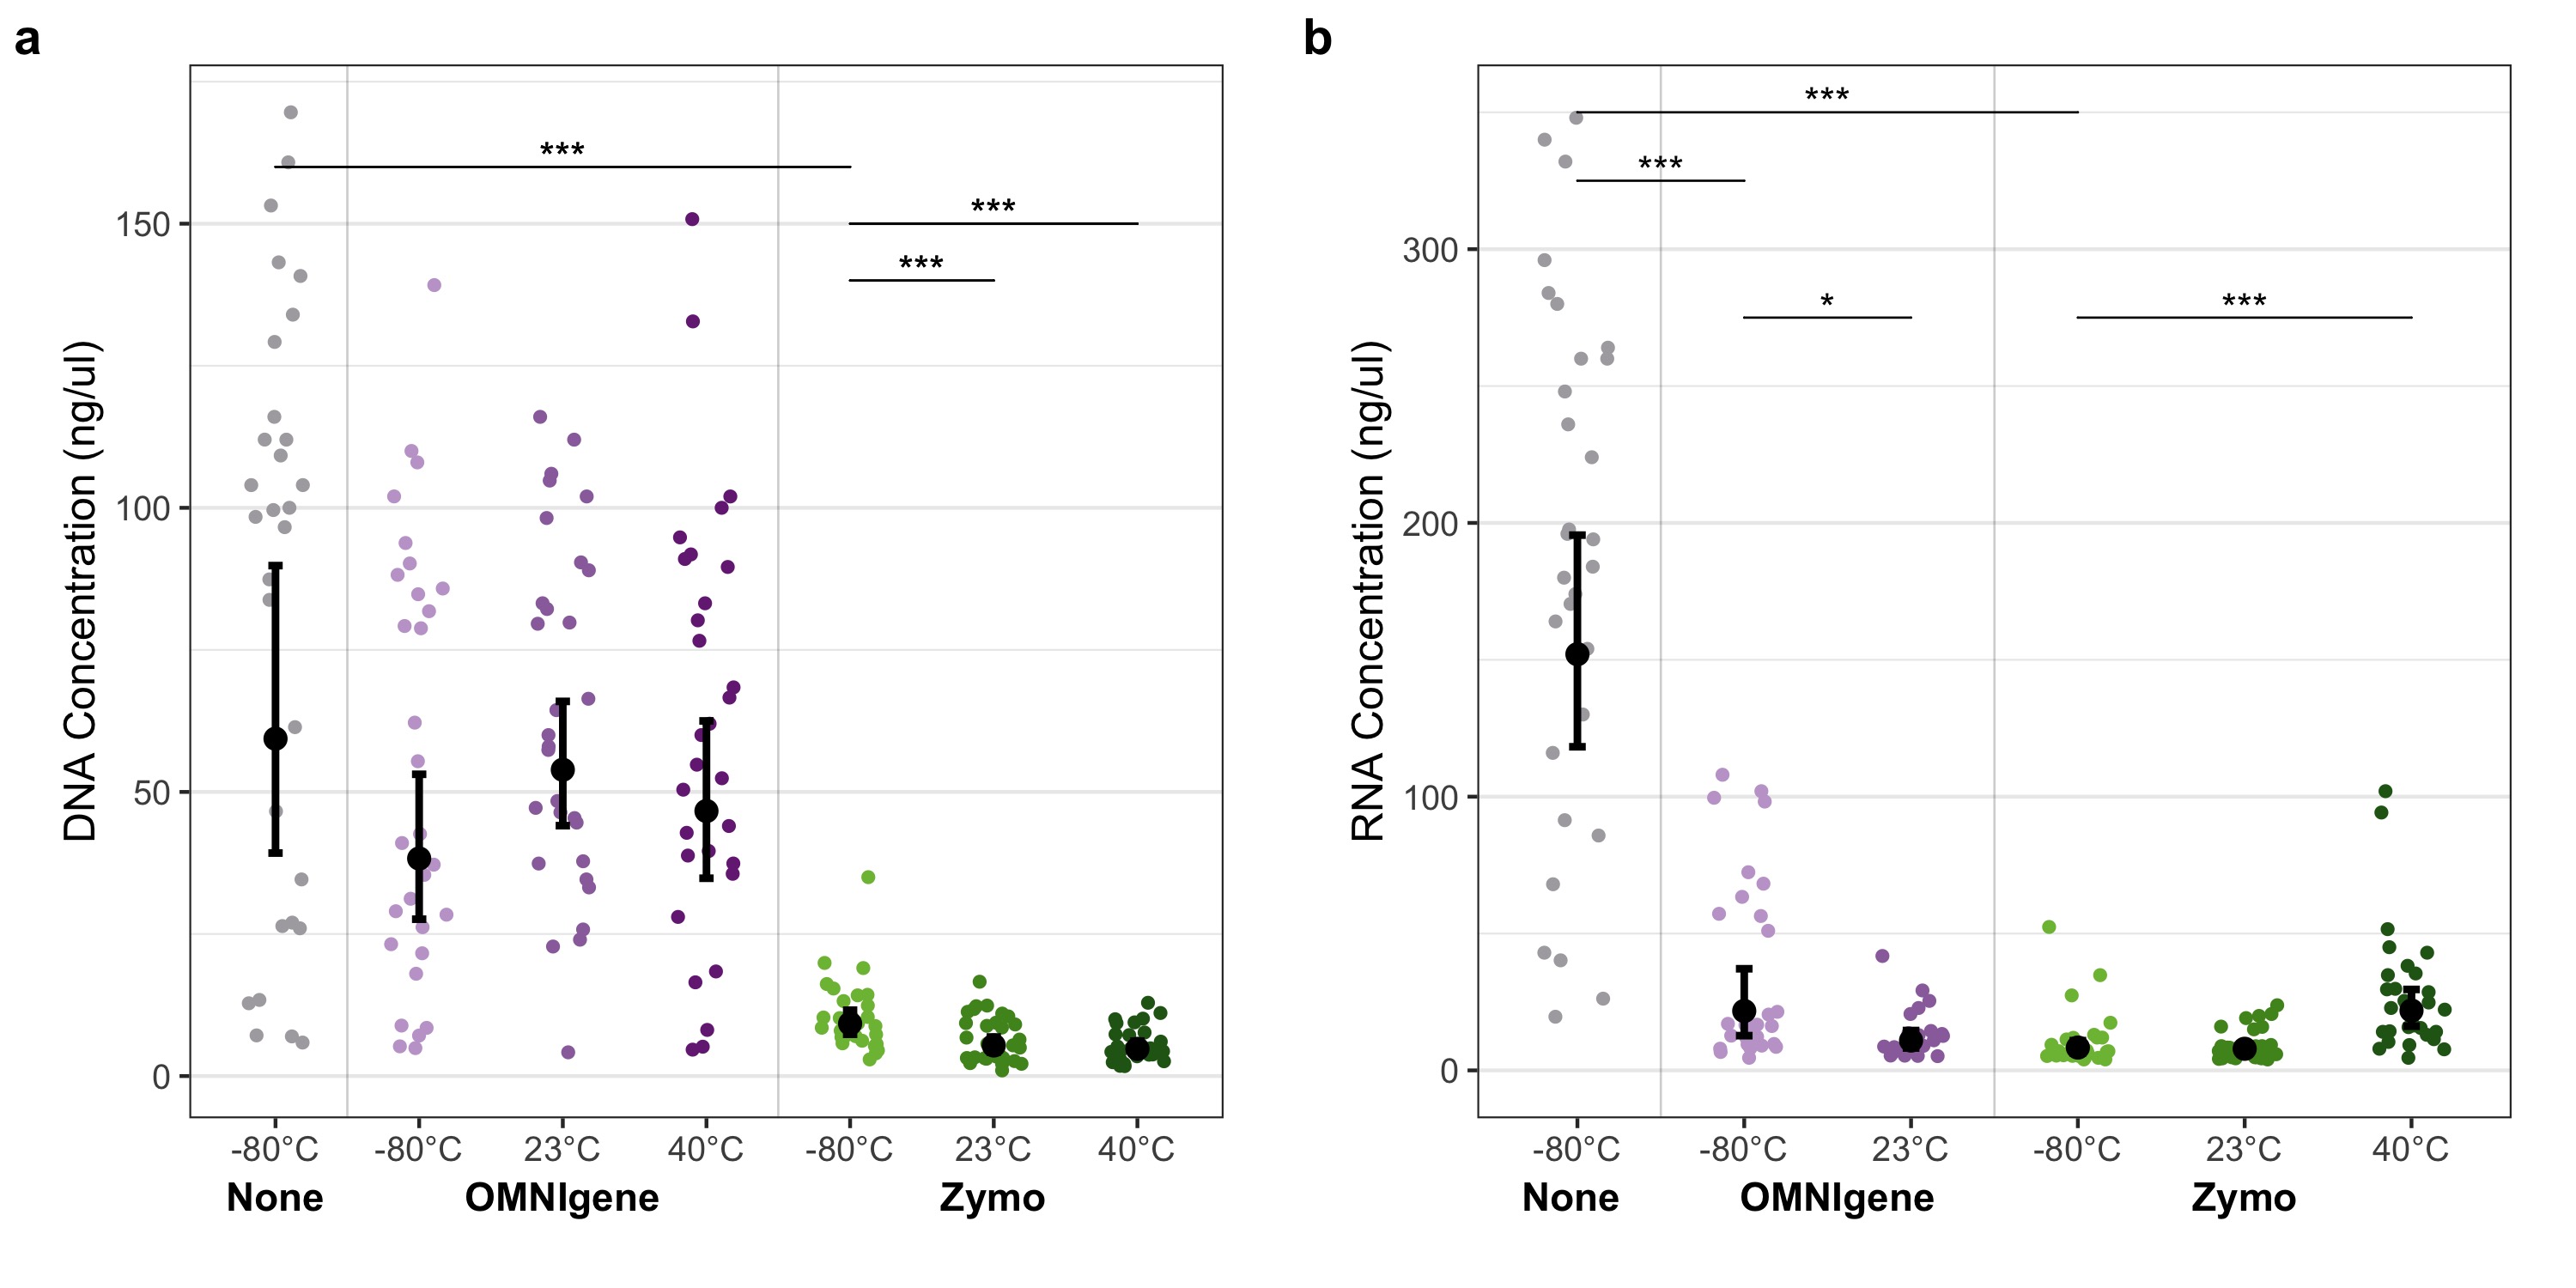 a
DNA Concentration (ng/ul)
150
100
50
0
***
***
***
-80°C -80°C 23°C 40°C -80°C 23°C 40°C
None OMNIgene Zymo
b
RNA Concentration (ng/ul)
300
200
100
0
***
***
*
***
-80°C -80°C 23°C -80°C 23°C 40°C
None OMNIgene Zymo